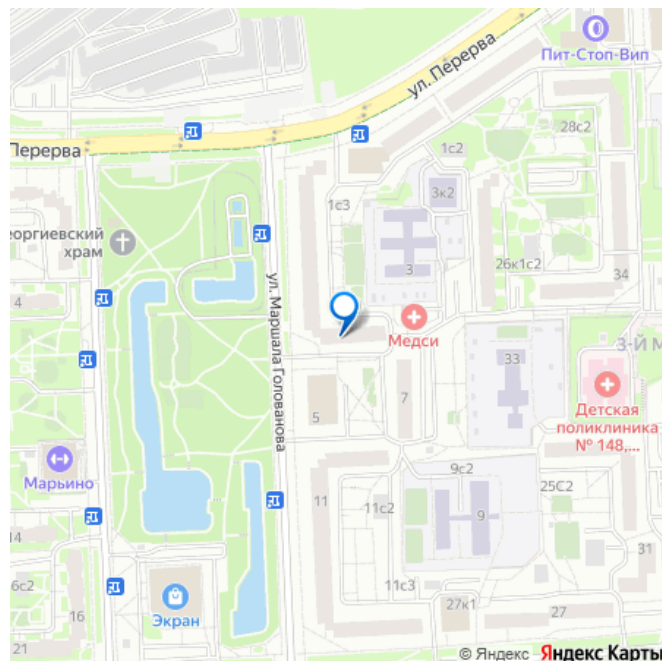 Пит-Стоп-Вип
ул. Перерва
Перерва
28с2
1с2
3к2
1с3
еоргиевский
храм
3
26к1с2
34
4
ул. Маршала Голованова
Медси
33
3-Й М
5
7
Детская
поликлиника
№ 148,...
Марьино
9с2
25С2
11
11с2
9
14
31
6с2
11с3
16
Экран
27к1
27
21
© Яндекс Яндекс Карты